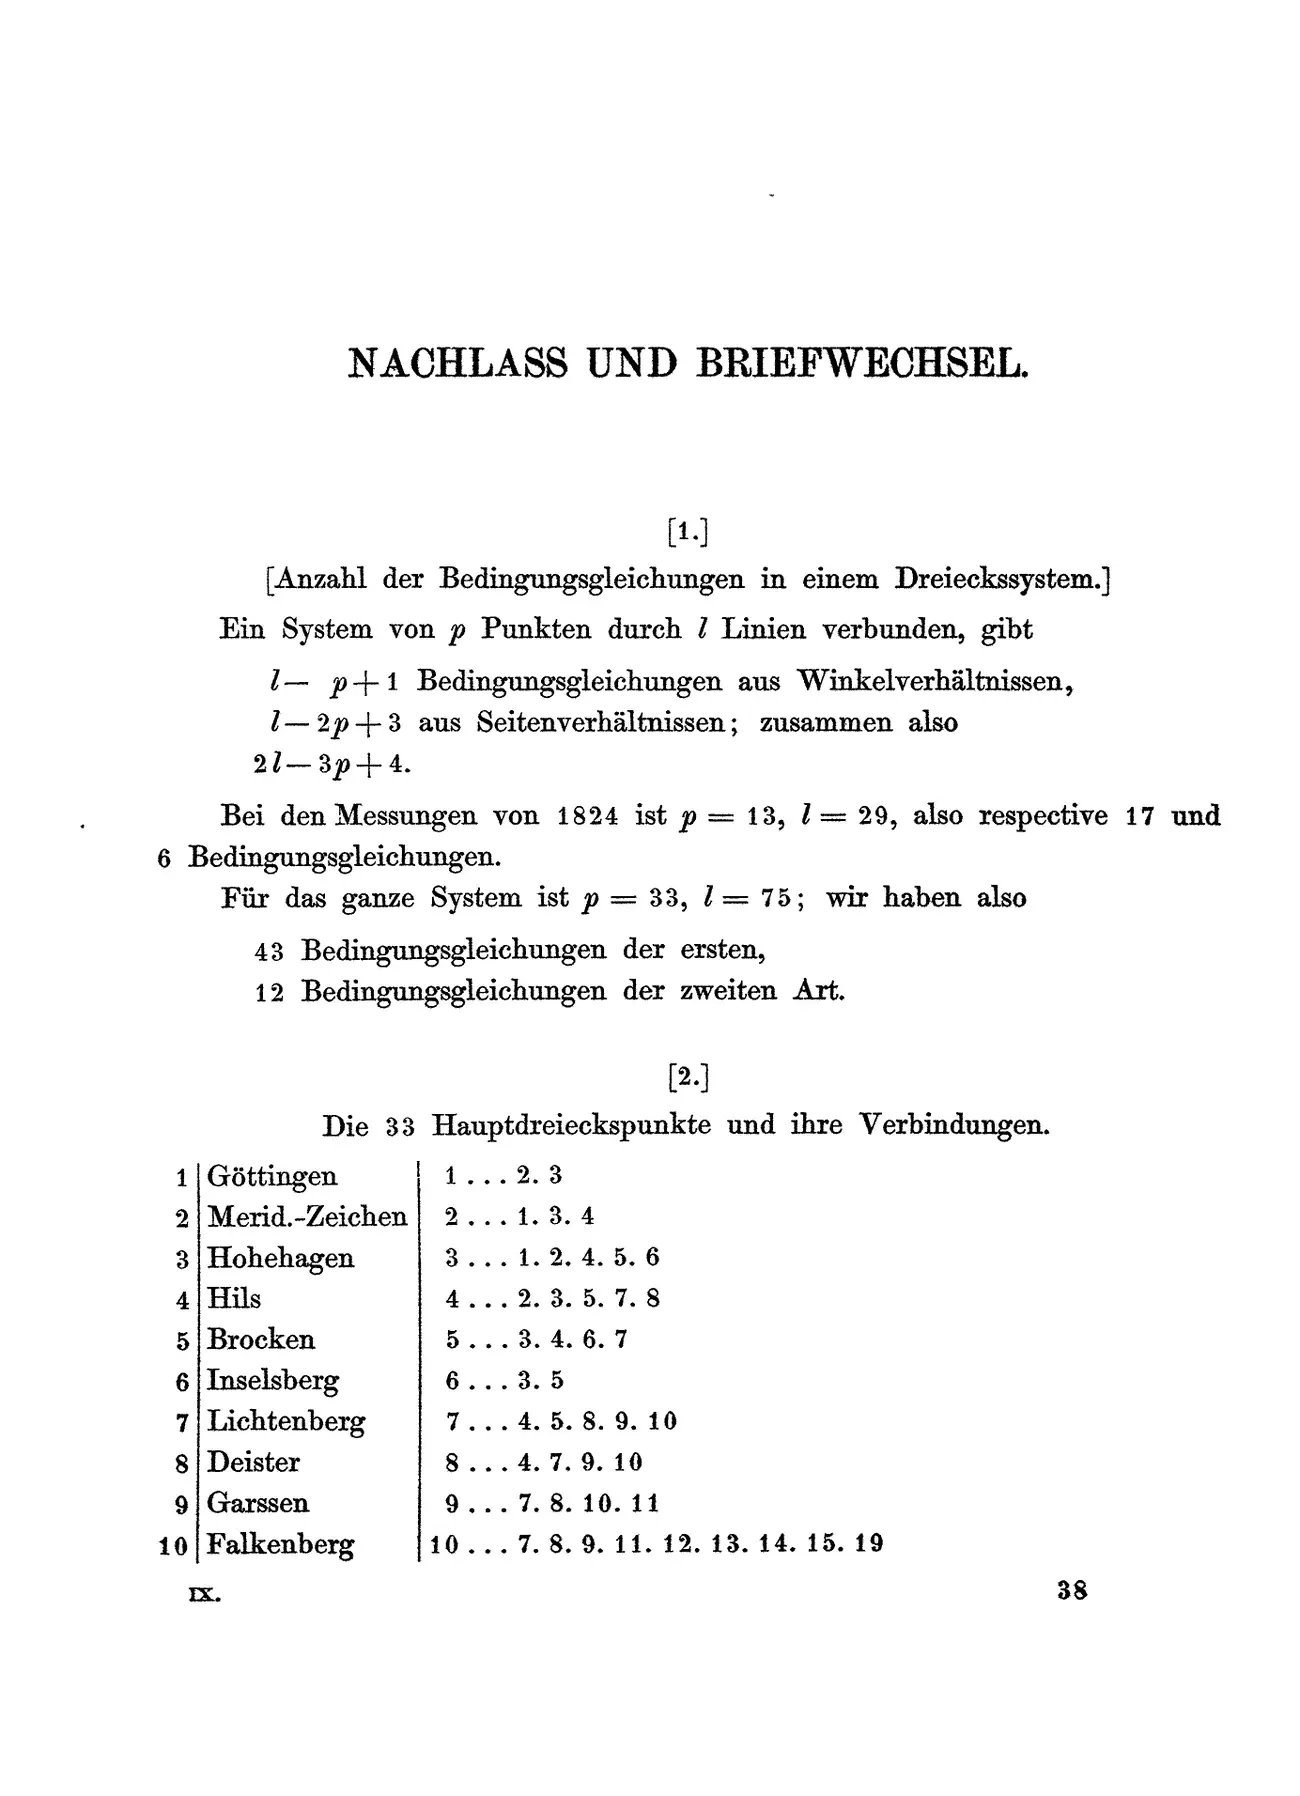 NACHLASS UND BRIEFWECHSEL.
[1.]
[Anzahl der Bedingungsgleichungen in einem Dreieckssystem.]
Ein System von p Punkten durch l Linien verbunden, gibt
l— p+1 Bedingungsgleichungen aus Winkelverhältnissen,
l—2p+3 aus Seitenverhältnissen; zusammen also
2l—3p+4.
Bei den Messungen von 1824 ist p = 13, l = 29, also respective 17 und
6 Bedingungsgleichungen.
Für das ganze System ist p = 33, l = 75; wir haben also
43 Bedingungsgleichungen der ersten,
12 Bedingungsgleichungen der zweiten Art.
[2.]
Die 33 Hauptdreieckspunkte und ihre Verbindungen.
1 Göttingen 1 . . . 2. 3
2 Merid.-Zeichen 2 . . . 1. 3. 4
3 Hohehagen 3 . . . 1. 2. 4. 5. 6
4 Hils 4 . . . 2. 3. 5. 7. 8
5 Brocken 5 . . . 3. 4. 6. 7
6 Inselsberg 6 . . . 3. 5
7 Lichtenberg 7 . . . 4. 5. 8. 9. 10
8 Deister 8 . . . 4. 7. 9. 10
9 Garssen 9 . . . 7. 8. 10. 11
10 Falkenberg 10 . . . 7. 8. 9. 11. 12. 13. 14. 15. 19
IX. 38